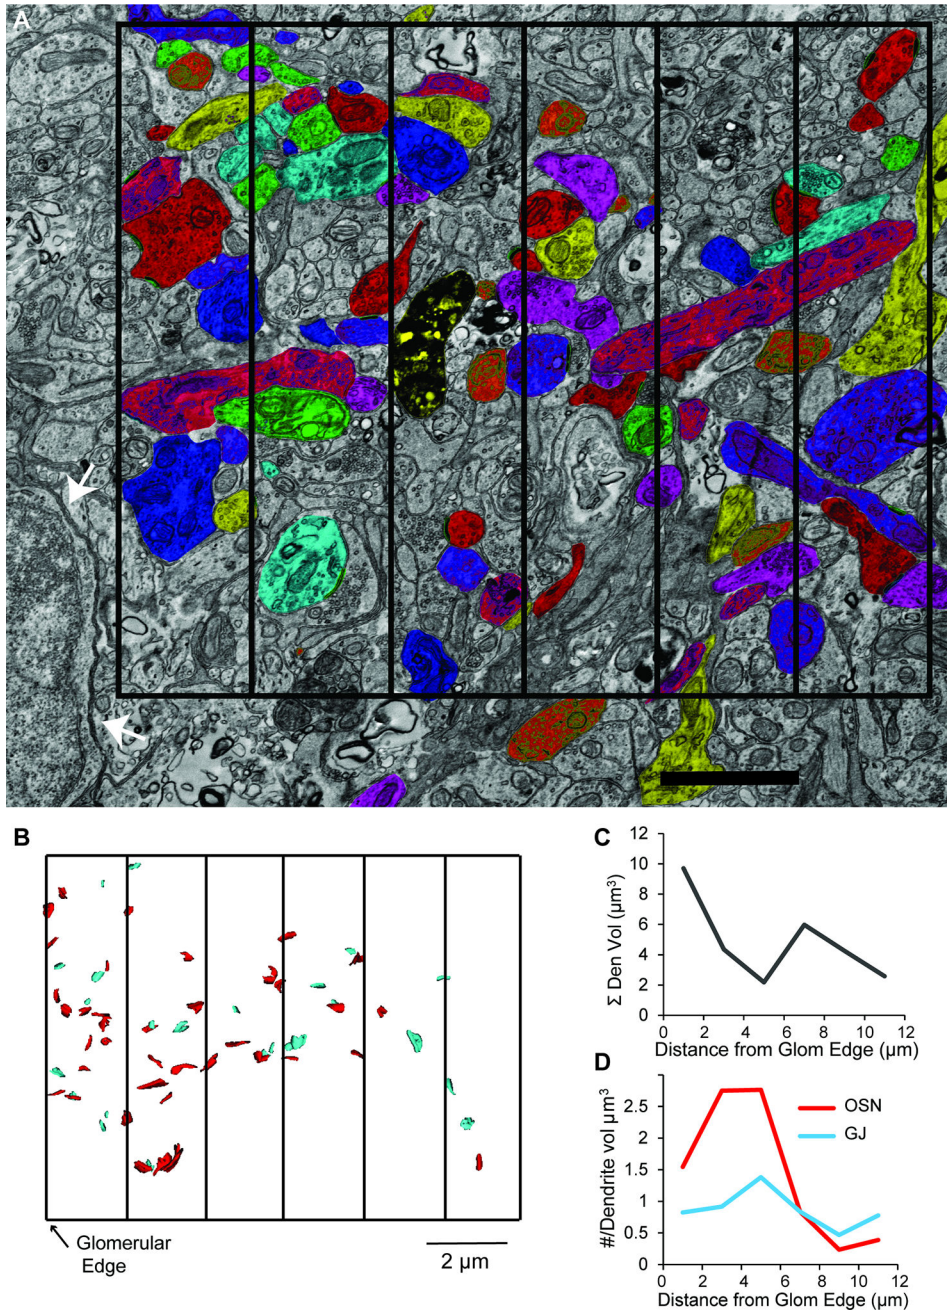 A
B
Glomerular
Edge
2 µm
C
Σ Den Vol (µm³)
12
10
8
6
4
2
0
0 2 4 6 8 10 12
Distance from Glom Edge (µm)
D
#/Dendrite vol µm³
2.5
2
1.5
1
0.5
0
OSN
GJ
0 2 4 6 8 10 12
Distance from Glom Edge (µm)